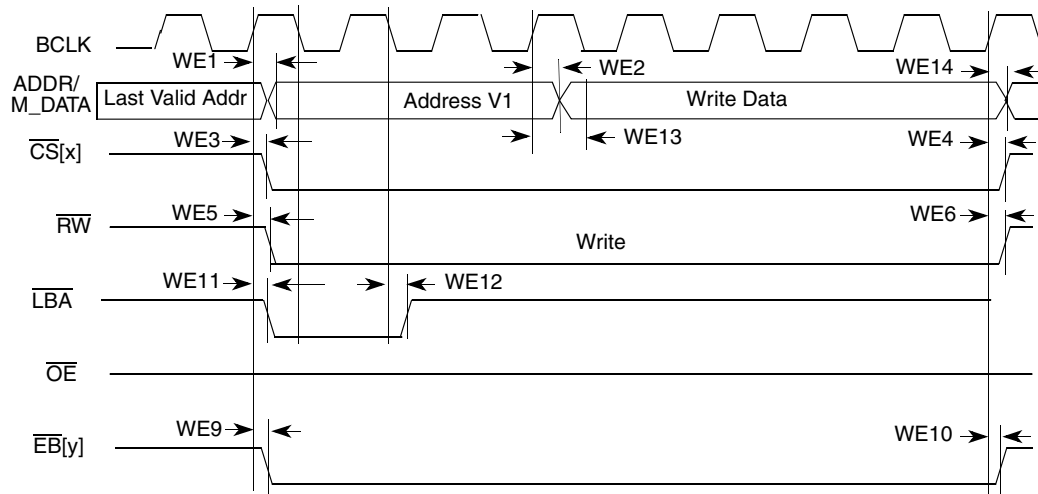 BCLK
WE1
WE2
WE14
ADDR/
M_DATA
Last Valid Addr
Address V1
Write Data
WE3
WE13
WE4
CS[x]
WE5
WE6
RW
Write
WE11
WE12
LBA
OE
WE9
WE10
EB[y]